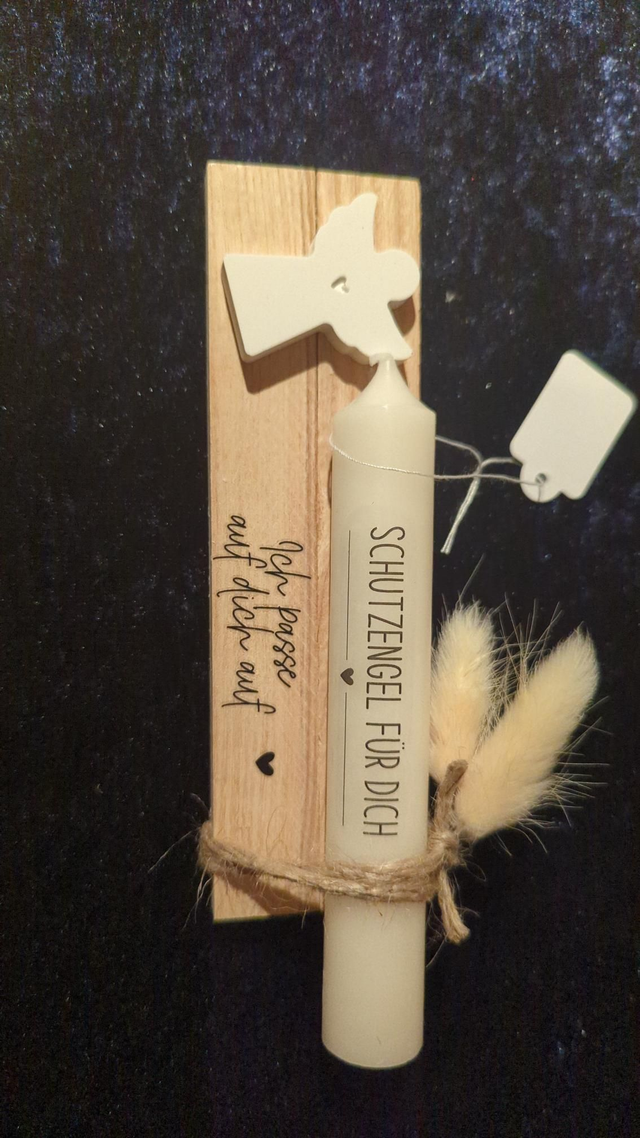 Ich passe
auf dich auf
SCHUTZENGEL FÜR DICH